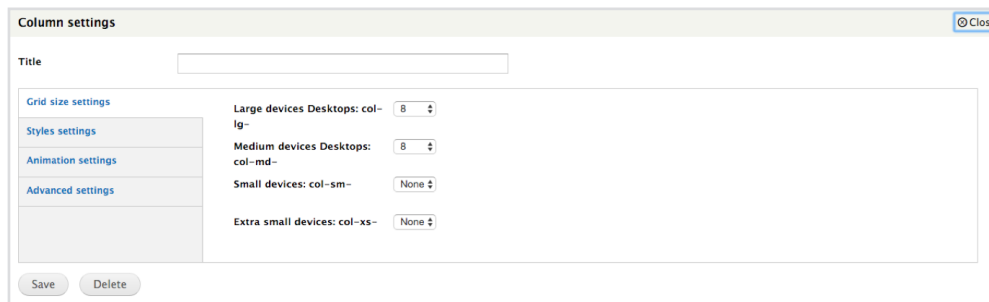 Column settings
Clos
Title
Grid size settings
Styles settings
Animation settings
Advanced settings
Large devices Desktops: col-
lg-
8
Medium devices Desktops:
col-md-
8
Small devices: col-sm-
None
Extra small devices: col-xs-
None
Save
Delete